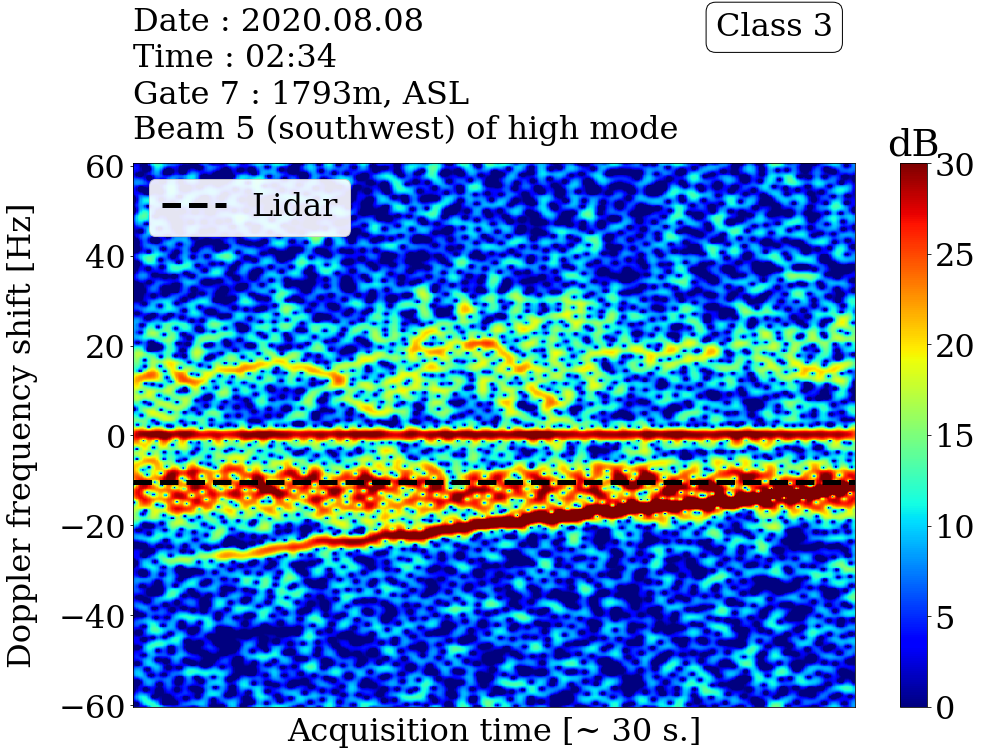 Date : 2020.08.08
Class 3
Time : 02:34
Gate 7 : 1793m, ASL
Beam 5 (southwest) of high mode
dB
Lidar
Doppler frequency shift [Hz]
60
40
20
0
−20
−40
−60
30
25
20
15
10
5
0
Acquisition time [~ 30 s.]